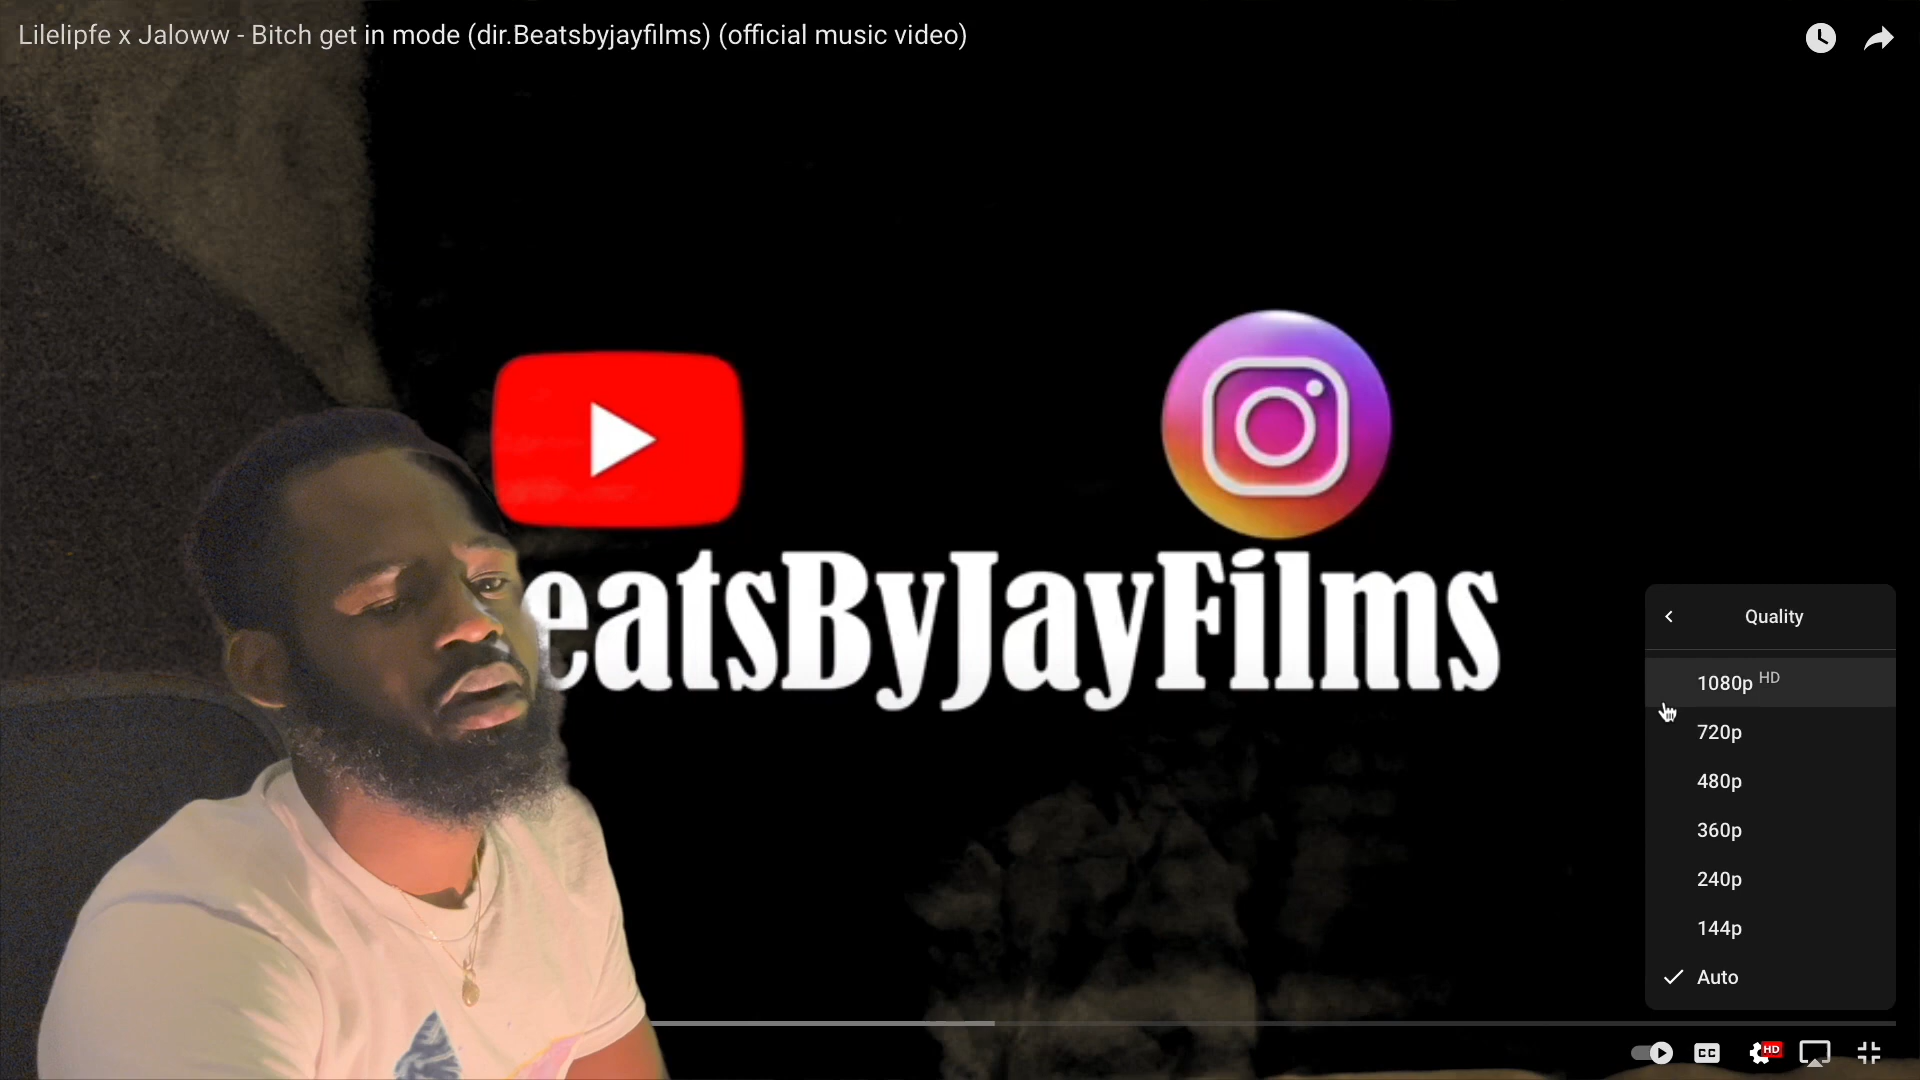 Lilelipfe x Jaloww - Bitch get in mode (dir.Beatsbyjayfilms) (official music video)
eatsByJayFilms
Quality
1080p HD
720p
480p
360p
240p
144p
Auto
CC
HD